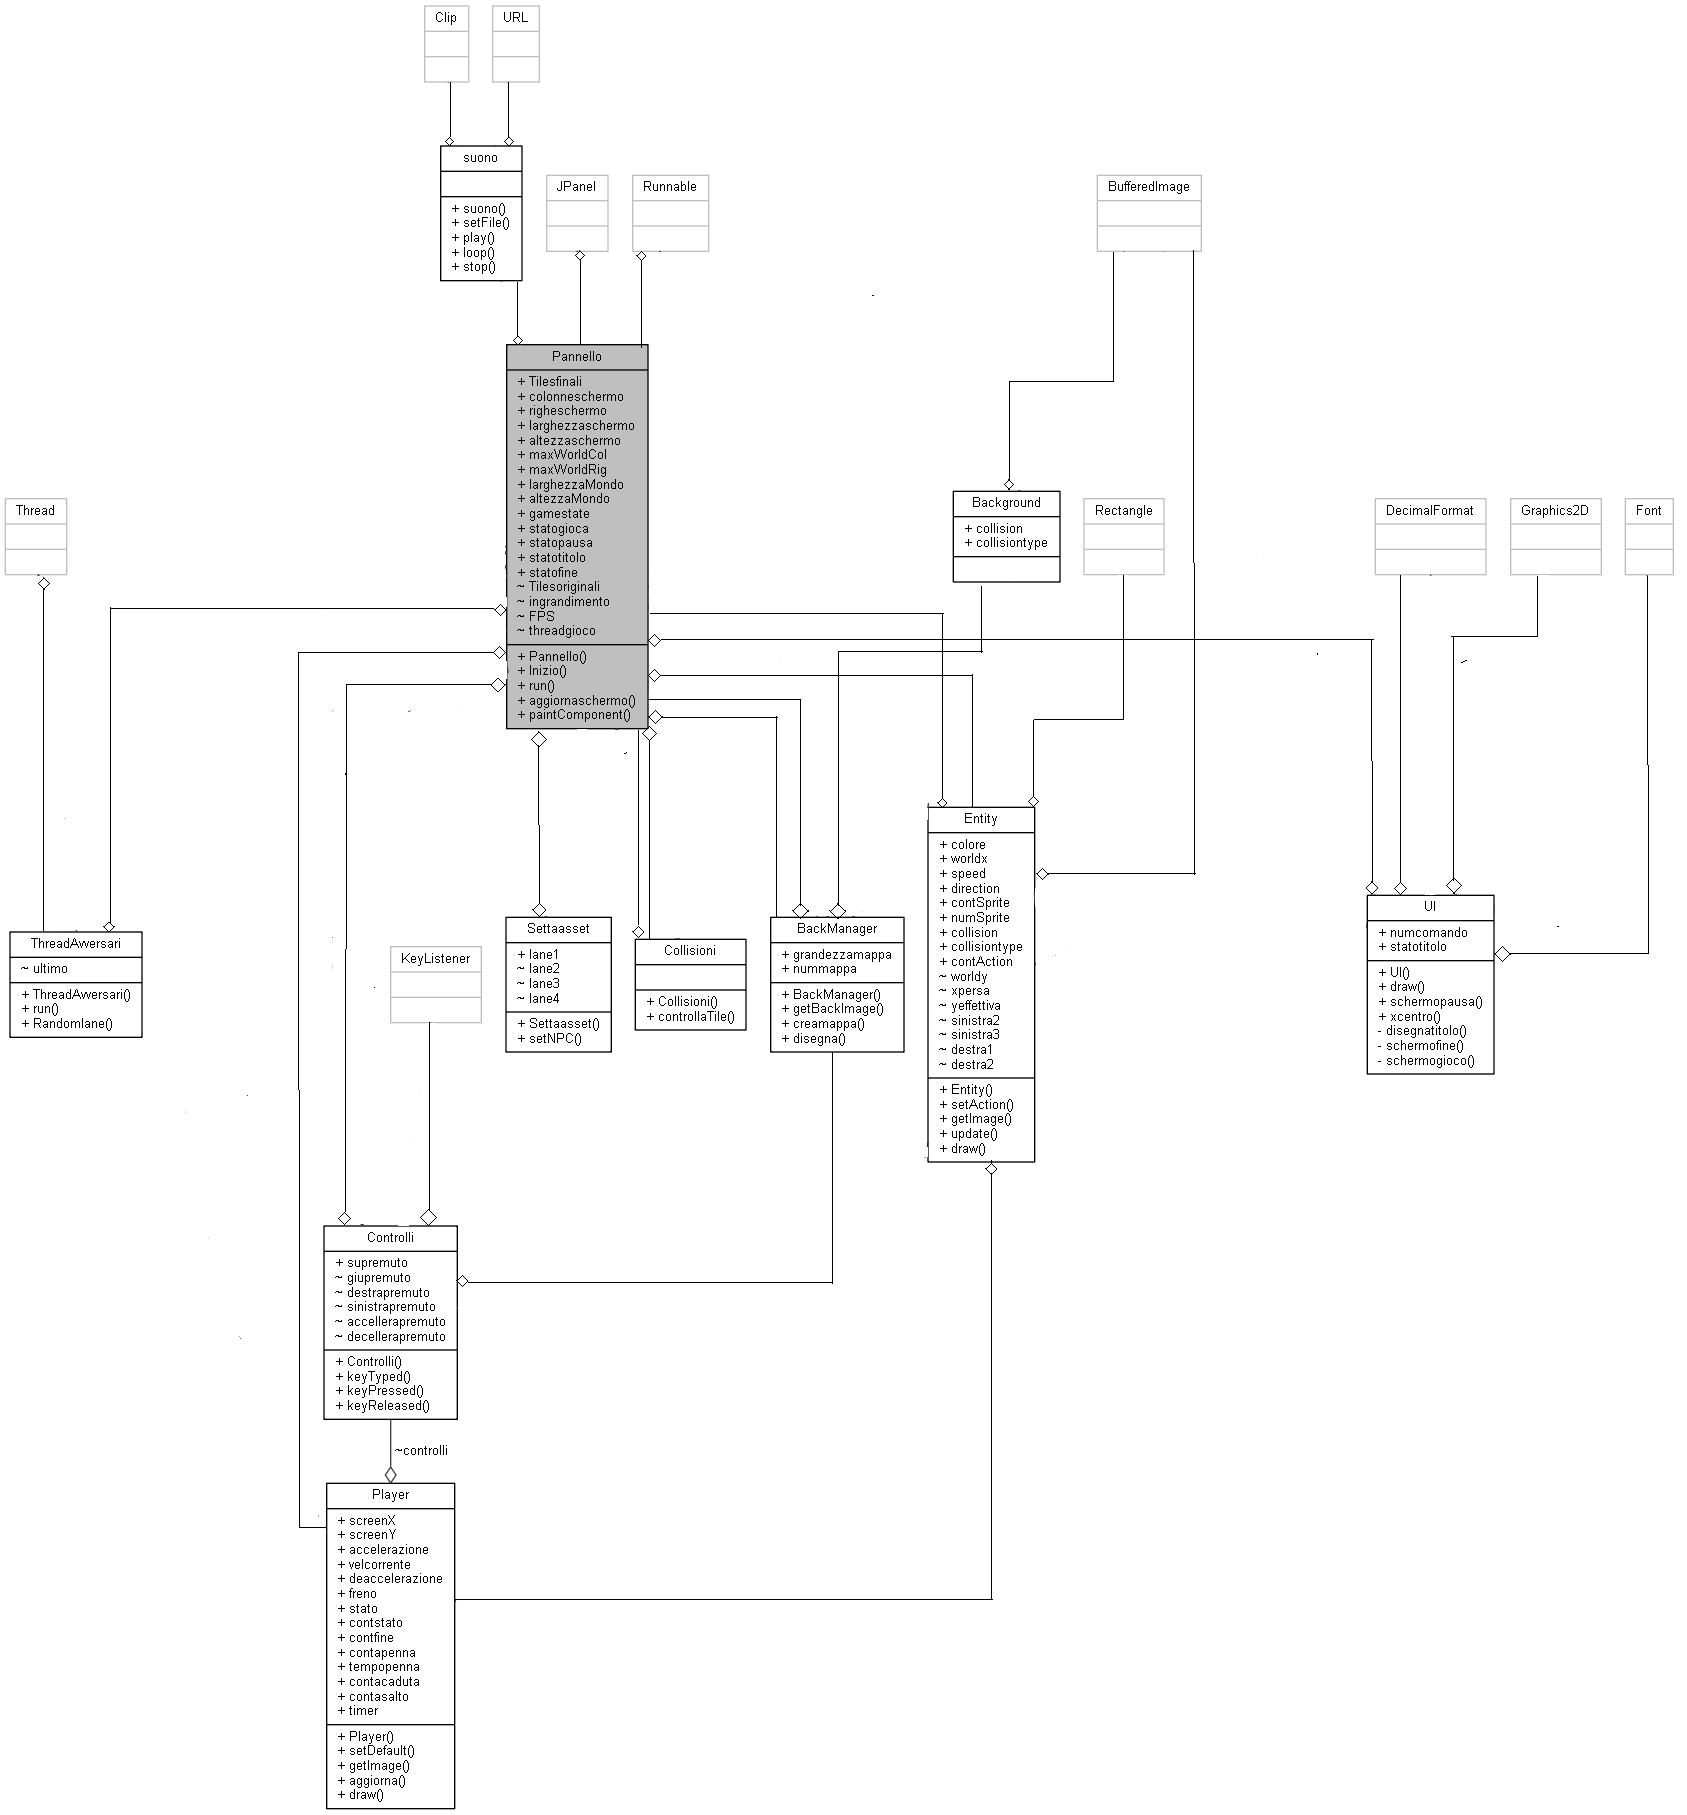 Clip
URL
suono
+ suono()
+ setFile()
+ play()
+ loop()
+ stop()
JPanel
Runnable
BufferedImage
Pannello
+ Tilesfinali
+ colonneschermo
+ righeschermo
+ larghezzaschermo
+ altezzaschermo
+ maxWorldCol
+ maxWorldRig
+ larghezzaMondo
+ altezzaMondo
+ gamestate
+ statogioca
+ statopausa
+ statotitolo
+ statofine
~ Tilesoriginali
~ ingrandimento
~ FPS
~ threadgioco
+ Pannello()
+ Inizio()
+ run()
+ aggiornaschermo()
+ paintComponent()
Thread
Background
+ collision
+ collisiontype
Rectangle
DecimalFormat
Graphics2D
Font
ThreadAwersari
~ ultimo
+ ThreadAwersari()
+ run()
+ Randomlane()
KeyListener
Settaasset
+ lane1
~ lane2
~ lane3
~ lane4
+ Settaasset()
+ setNPC()
Collisioni
+ Collisioni()
+ controllaTile()
BackManager
+ grandezzamappa
+ nummappa
+ BackManager()
+ getBackImage()
+ creamappa()
+ disegna()
Entity
+ colore
+ worldx
+ speed
+ direction
+ contSprite
+ numSprite
+ collision
+ collisiontype
+ contAction
~ worldy
~ xpersa
~ yeffettiva
~ sinistra2
~ sinistra3
~ destra1
~ destra2
+ Entity()
+ setAction()
+ getImage()
+ update()
+ draw()
UI
+ numcomando
+ statotitolo
+ UI()
+ draw()
+ schermopausa()
+ xcentro()
- disegnatitolo()
- schermofine()
- schermogioco()
Controlli
+ supremuto
~ giupremuto
~ destrapremuto
~ sinistrapremuto
~ accellerapremuto
~ decellerapremuto
+ Controlli()
+ keyTyped()
+ keyPressed()
+ keyReleased()
~controlli
Player
+ screenX
+ screenY
+ accelerazione
+ velcorrente
+ deaccelerazione
+ freno
+ stato
+ contstato
+ contfine
+ contapenna
+ tempopenna
+ contacaduta
+ contasalto
+ timer
+ Player()
+ setDefault()
+ getImage()
+ aggiorna()
+ draw()